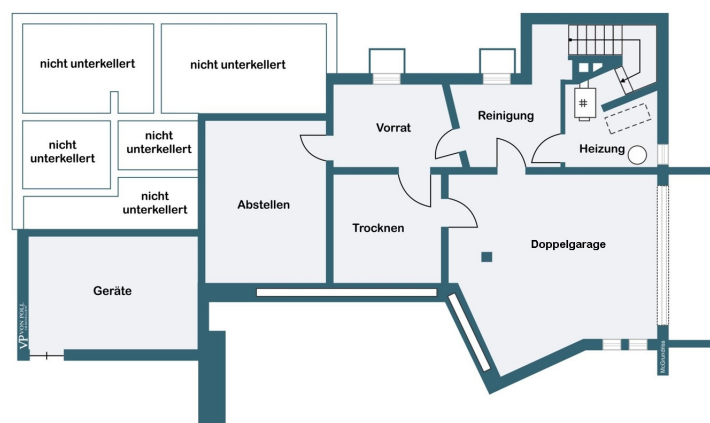 nicht unterkellert
nicht unterkellert
Vorrat
Reinigung
nicht
unterkellert
nicht
unterkellert
Heizung
nicht
unterkellert
Abstellen
Trocknen
Doppelgarage
Geräte
VP VON POLL
McGrundriss